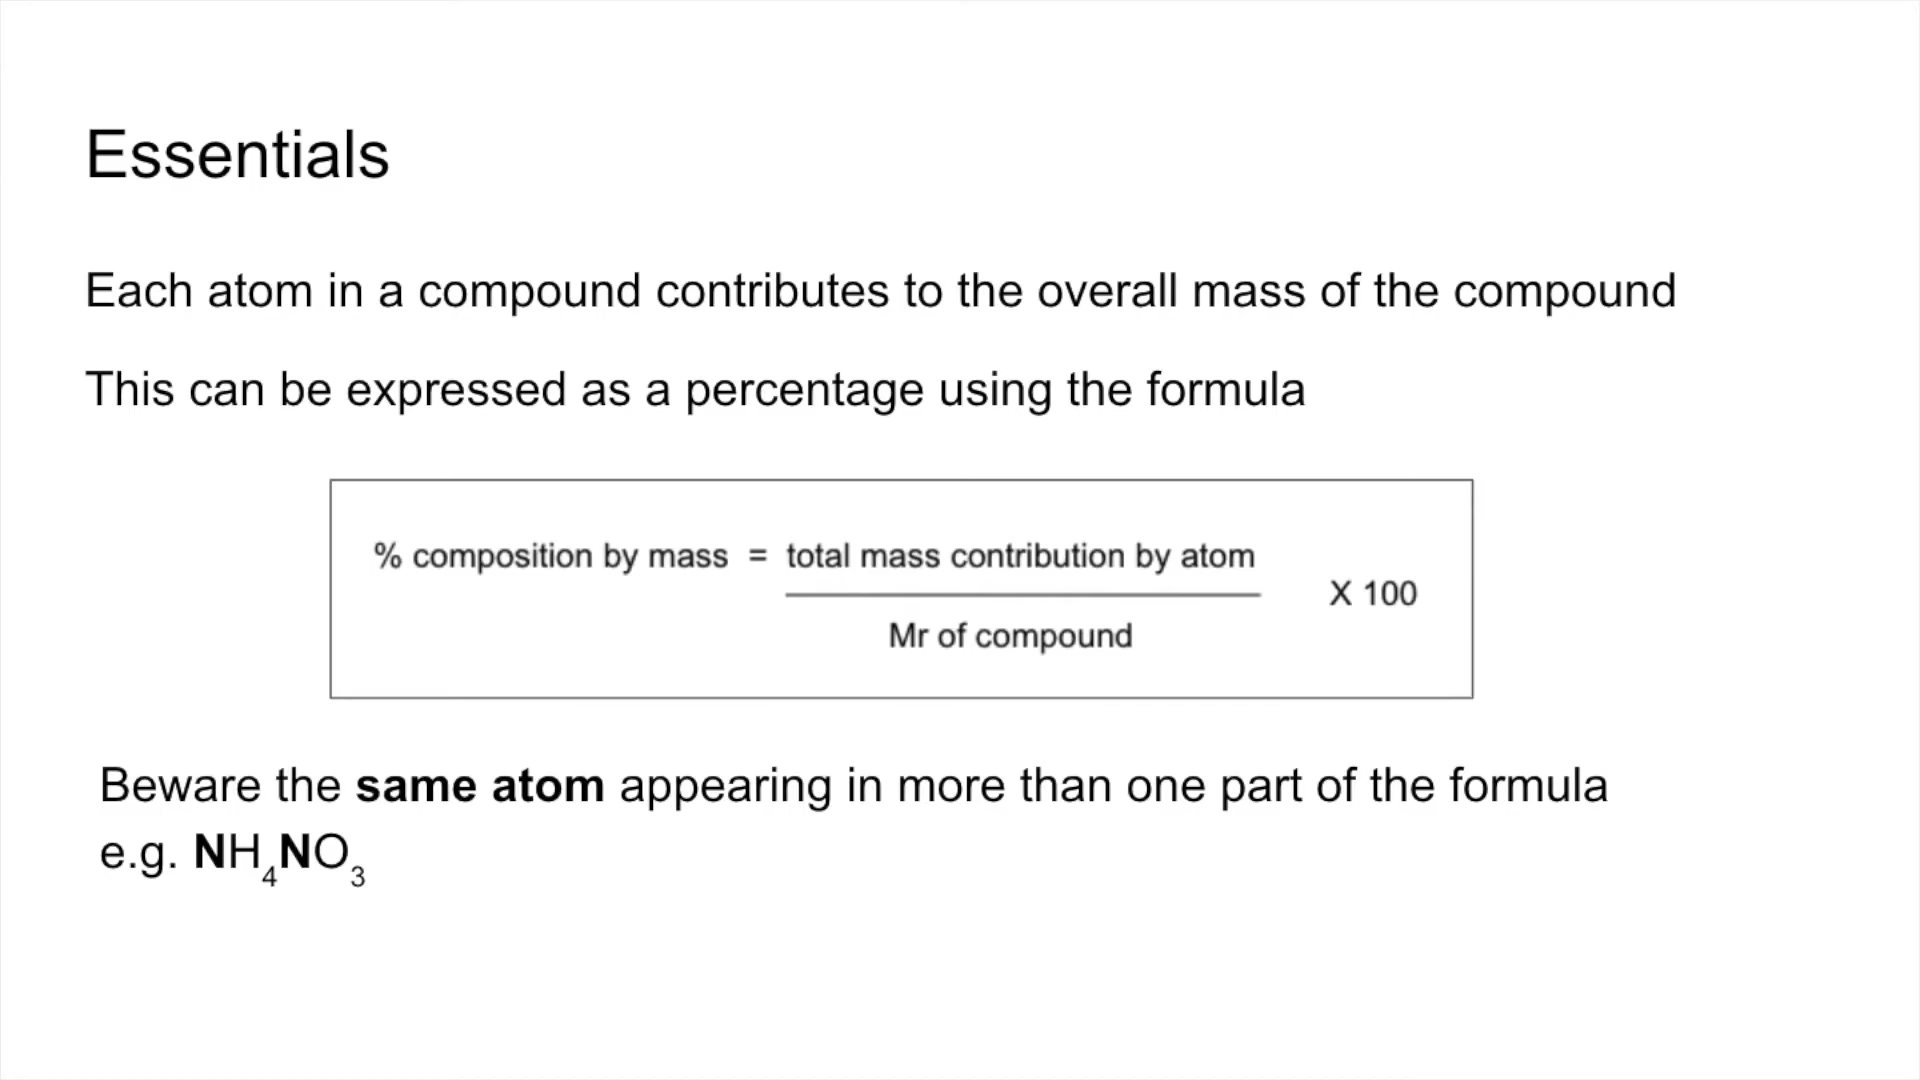 Essentials
Each atom in a compound contributes to the overall mass of the compound
This can be expressed as a percentage using the formula
% composition by mass = total mass contribution by atom
X 100
Mr of compound
Beware the same atom appearing in more than one part of the formula
e.g. NH₄NO₃